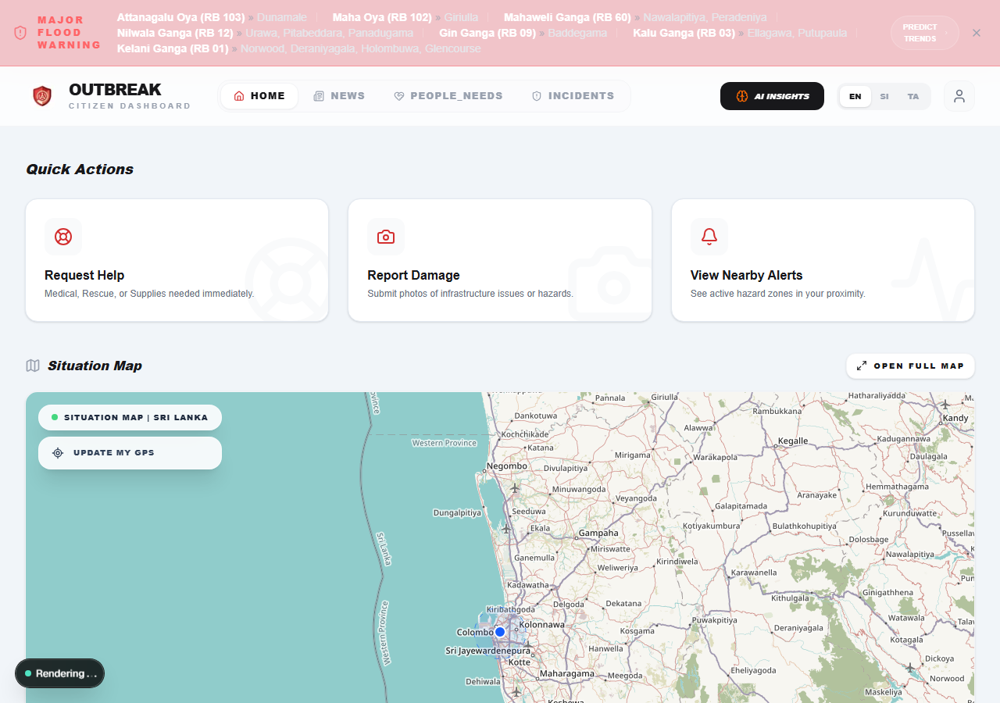 MAJOR FLOOD WARNING
Attanagalu Oya (RB 103) » Dunamale | Maha Oya (RB 102) » Giriulla | Mahaweli Ganga (RB 60) » Nawalapitiya, Peradeniya |
Nilwala Ganga (RB 12) » Urawa, Pitabeddara, Panadugama | Gin Ganga (RB 09) » Baddegama | Kalu Ganga (RB 03) » Ellagawa, Putupaula |
Kelani Ganga (RB 01) » Norwood, Deraniyagala, Holombuwa, Glencourse
PREDICT TRENDS
OUTBREAK
CITIZEN DASHBOARD
HOME
NEWS
PEOPLE_NEEDS
INCIDENTS
AI INSIGHTS
EN
SI
TA
Quick Actions
Request Help
Medical, Rescue, or Supplies needed immediately.
Report Damage
Submit photos of infrastructure issues or hazards.
View Nearby Alerts
See active hazard zones in your proximity.
Situation Map
OPEN FULL MAP
SITUATION MAP | SRI LANKA
UPDATE MY GPS
Pannala
Giriulla
Hatharaliyadda
Rambukkana
Dankotuwa
Kandy
Alawwa
Kochchikade
Western Province
Kegalle
Kadugannawa
Katana
Mirigama
Warakapola
Daulagala
Negombo
Divulapitiya
Minuwangoda
Hemmathagama
Aranayake
Veyangoda
Galapitamada
Dungalpitiya
Seeduwa
Kurunduwatte
Ekala
Gampaha
Kotiyakumbura
Bulathkohupitiya
Pussellawa
Sri Lanka
Dolosbage
Miriswatte
Ganemulla
Nawalapitiya
Weliweriya
Kirindiwela
Karawanella
Kadawatha
Ginigathhena
Kithulgala
Delgoda
Dekatana
Kiribathgoda
Western Province
Watawala
Puwakpitiya
Kolonnawa
Colombo
Kosgama
Deraniyagala
Kotagala
Hanwella
Sri Jayewardenepura
Kotte
Dickoya
Eheliyagoda
Maharagama
Meegoda
Norwood
Dehiwala
Maskeliya
Rendering...